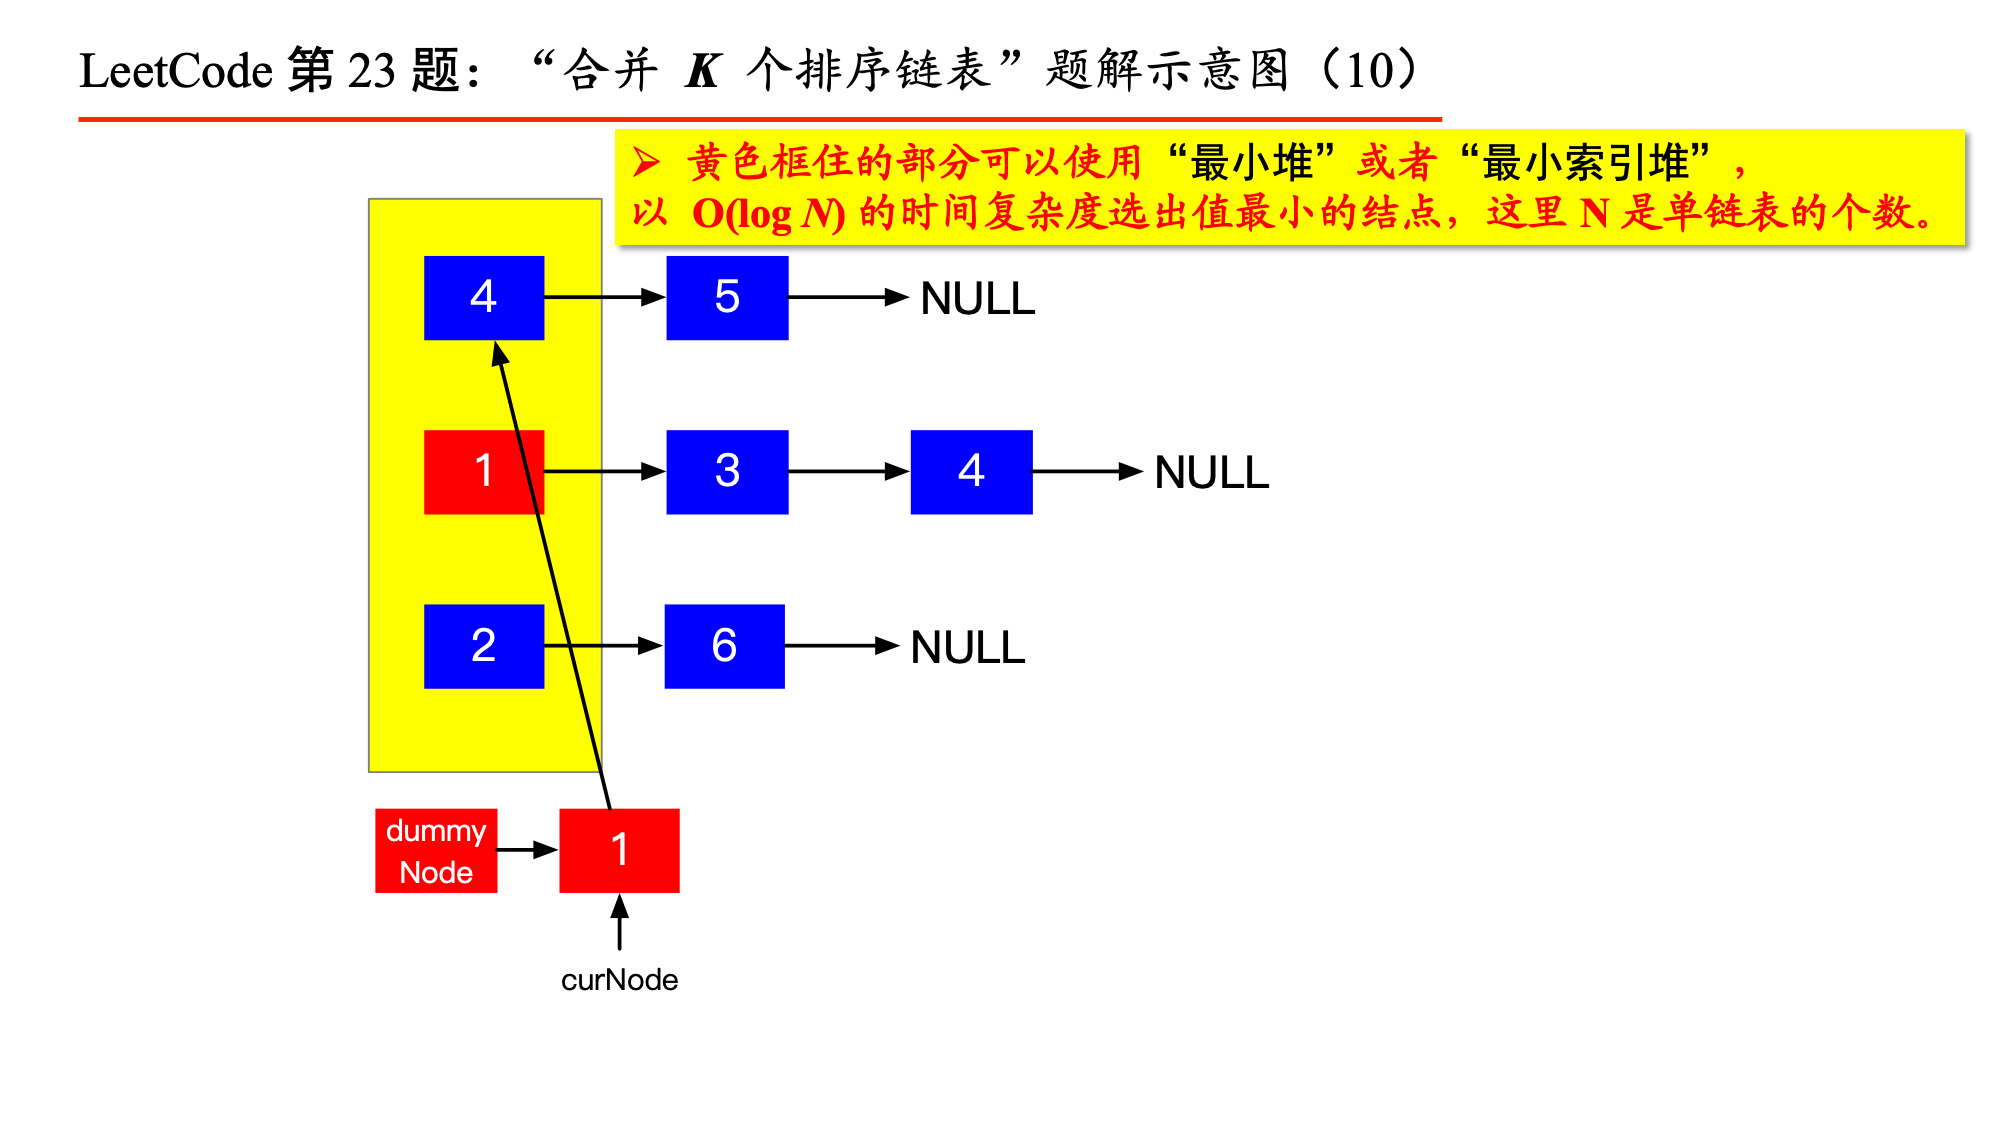 LeetCode 第 23 题：“合并 K 个排序链表”题解示意图（10）
➢ 黄色框住的部分可以使用“最小堆”或者“最小索引堆”，
以 O(log N) 的时间复杂度选出值最小的结点，这里 N 是单链表的个数。
4 5 NULL
1 3 4 NULL
2 6 NULL
dummy
Node
1
curNode